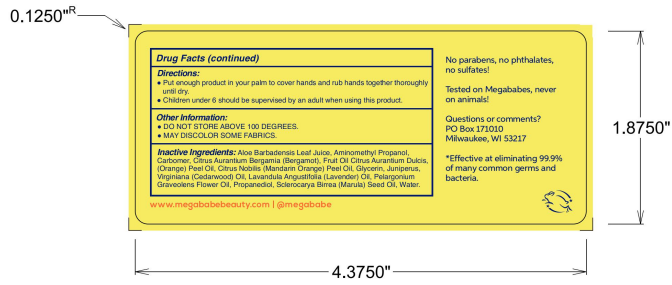 0.1250"R
Drug Facts (continued)
Directions:
● Put enough product in your palm to cover hands and rub hands together thoroughly
until dry.
● Children under 6 should be supervised by an adult when using this product.
Other Information:
● DO NOT STORE ABOVE 100 DEGREES.
● MAY DISCOLOR SOME FABRICS.
Inactive Ingredients: Aloe Barbadensis Leaf Juice, Aminomethyl Propanol,
Carbomer, Citrus Aurantium Bergamia (Bergamot), Fruit Oil Citrus Aurantium Dulcis,
(Orange) Peel Oil, Citrus Nobilis (Mandarin Orange) Peel Oil, Glycerin, Juniperus,
Virginiana (Cedarwood) Oil, Lavandula Angustifolia (Lavender) Oil, Pelargonium
Graveolens Flower Oil, Propanediol, Sclerocarya Birrea (Marula) Seed Oil, Water.
www.megababebeauty.com | @megababe
No parabens, no phthalates,
no sulfates!
Tested on Megababes, never
on animals!
Questions or comments?
PO Box 171010
Milwaukee, WI 53217
*Effective at eliminating 99.9%
of many common germs and
bacteria.
1.8750"
4.3750"